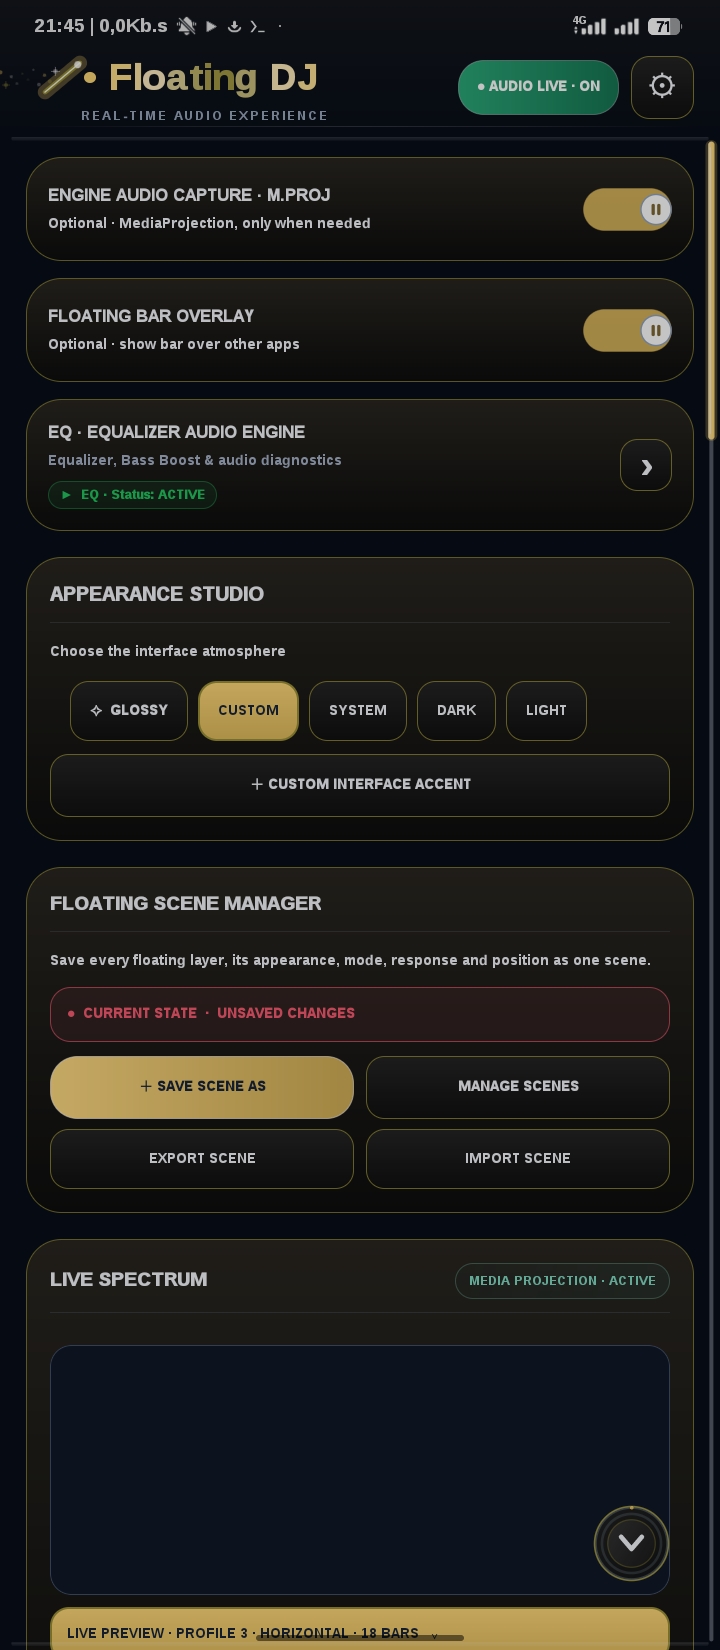 21:45 | 0,0Kb.s
4G
71
Floating DJ
REAL-TIME AUDIO EXPERIENCE
● AUDIO LIVE · ON
ENGINE AUDIO CAPTURE · M.PROJ
Optional · MediaProjection, only when needed
FLOATING BAR OVERLAY
Optional · show bar over other apps
EQ · EQUALIZER AUDIO ENGINE
Equalizer, Bass Boost & audio diagnostics
► EQ · Status: ACTIVE
APPEARANCE STUDIO
Choose the interface atmosphere
✧ GLOSSY CUSTOM SYSTEM DARK LIGHT
+ CUSTOM INTERFACE ACCENT
FLOATING SCENE MANAGER
Save every floating layer, its appearance, mode, response and position as one scene.
● CURRENT STATE · UNSAVED CHANGES
+ SAVE SCENE AS
MANAGE SCENES
EXPORT SCENE
IMPORT SCENE
LIVE SPECTRUM
MEDIA PROJECTION · ACTIVE
LIVE PREVIEW · PROFILE 3 · HORIZONTAL · 18 BARS